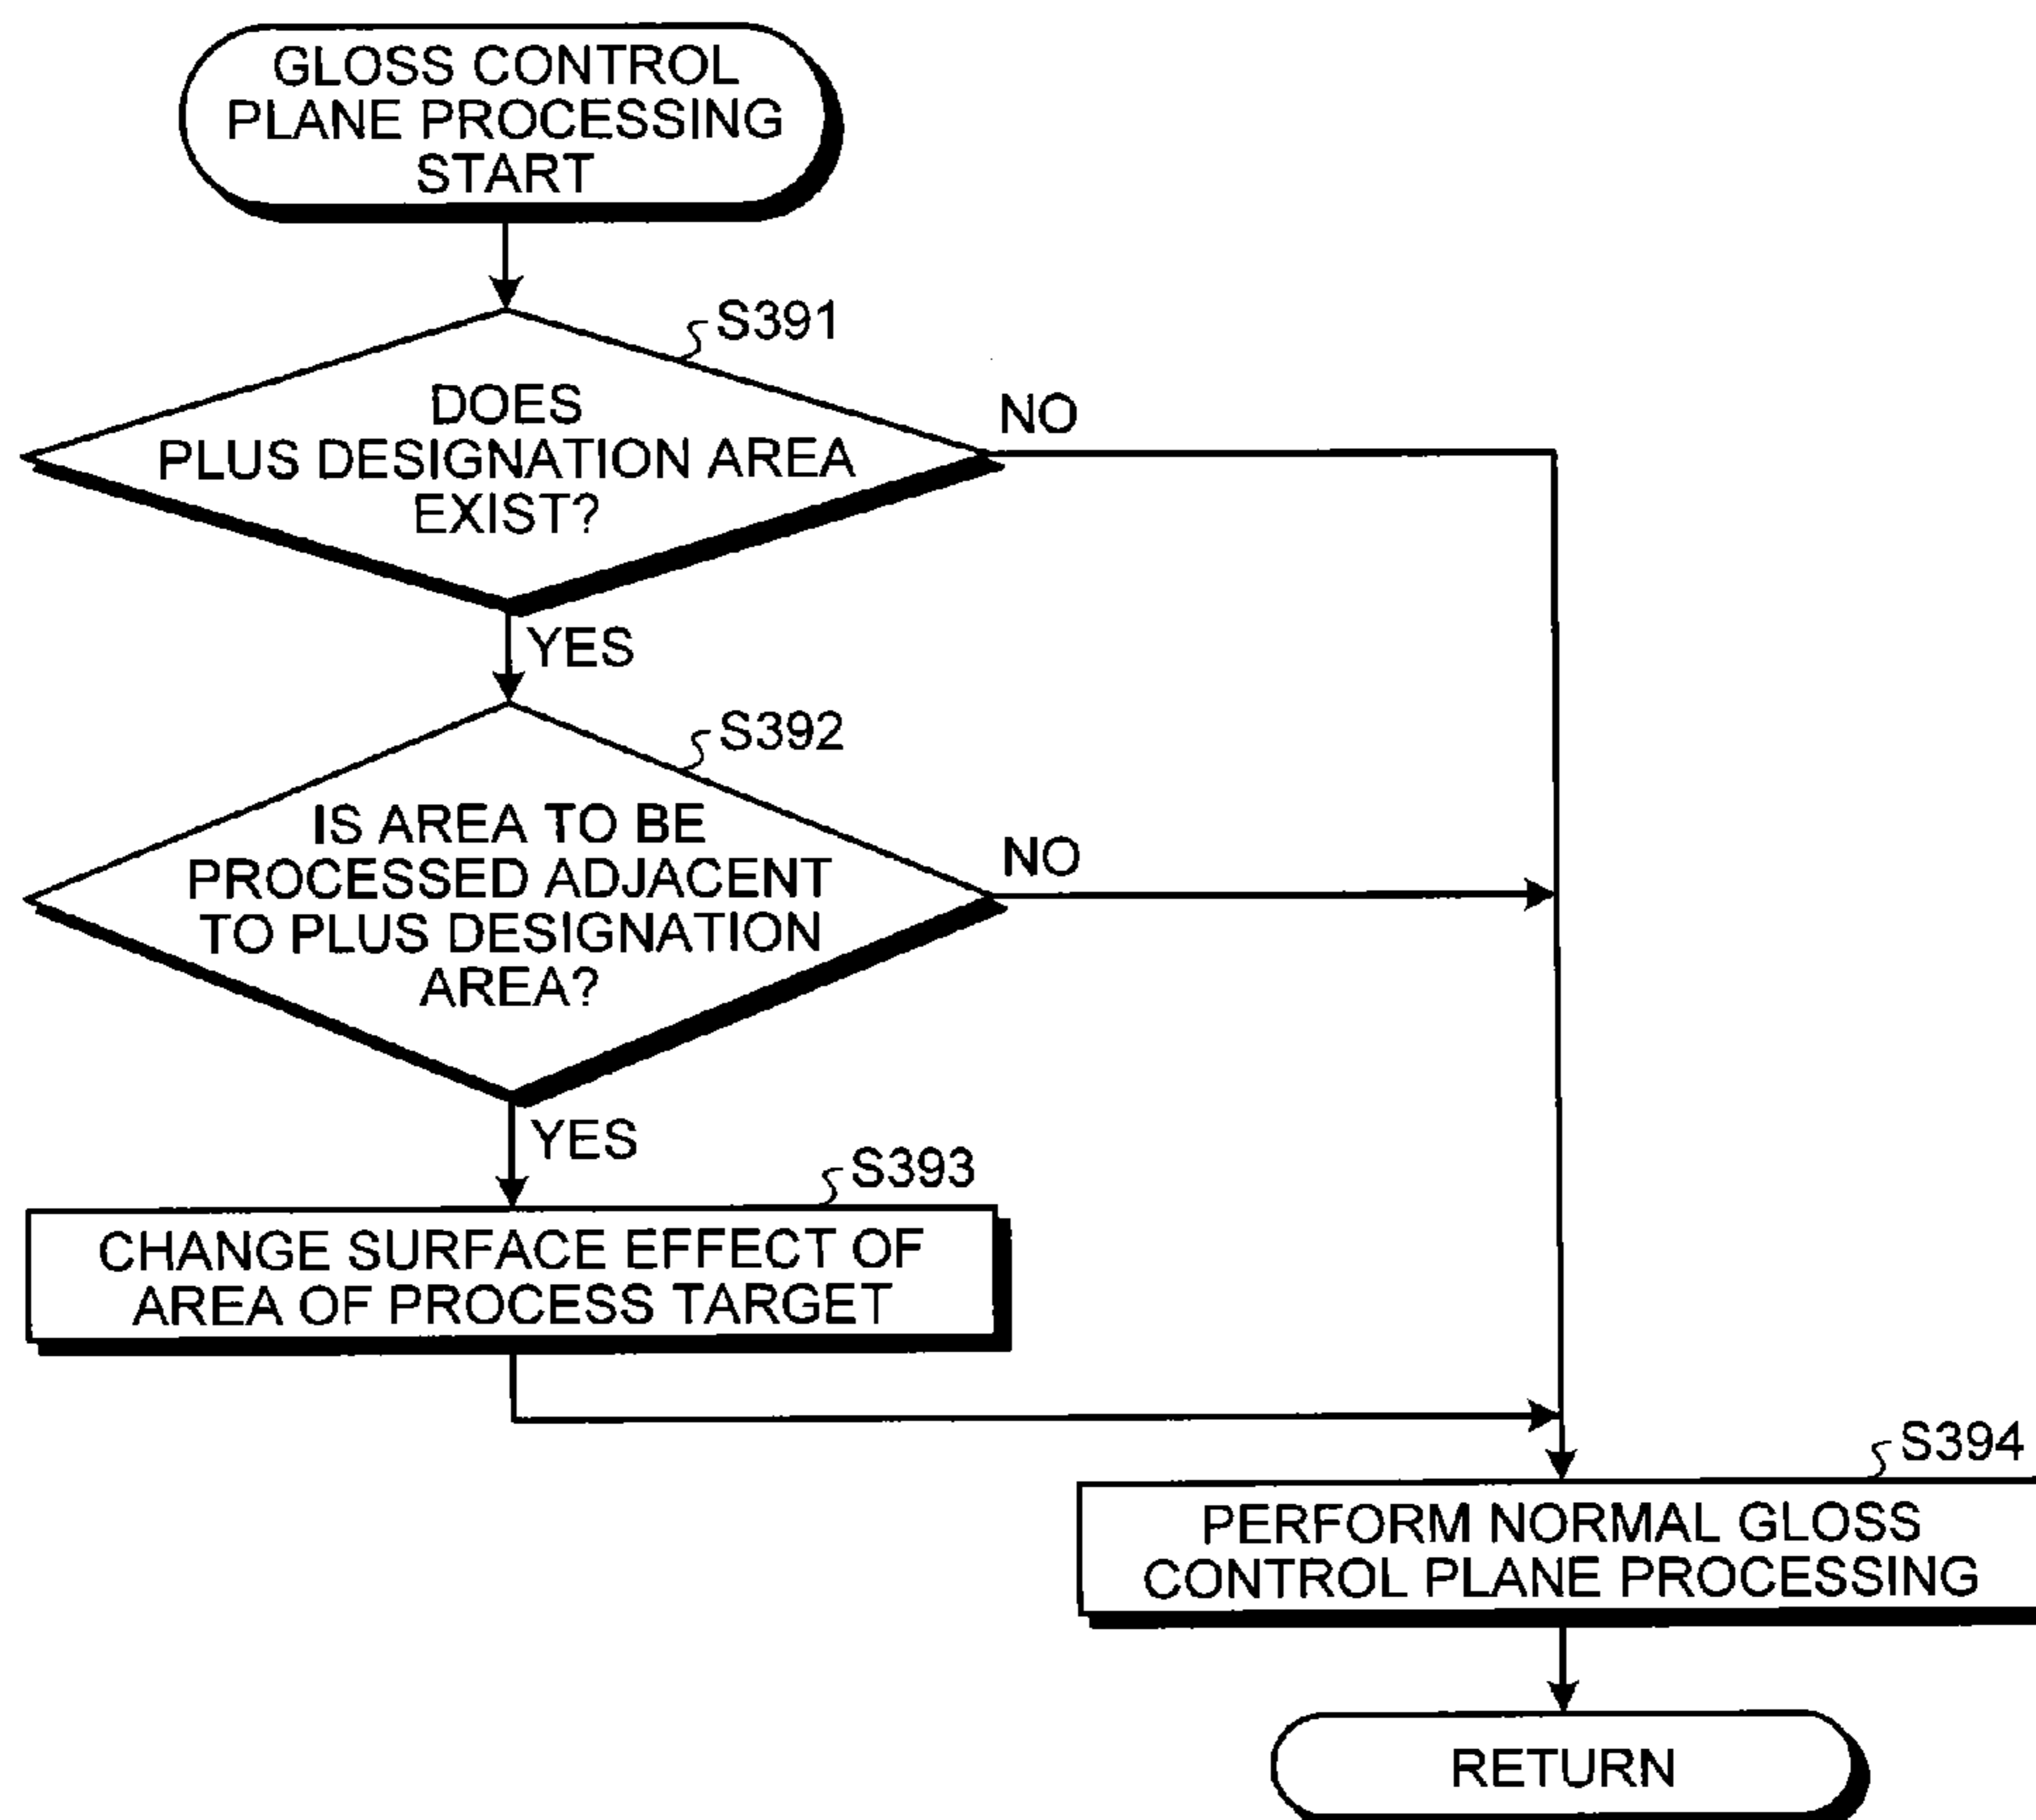 GLOSS CONTROL
PLANE PROCESSING
START
S391
DOES
PLUS DESIGNATION AREA
EXIST?
NO
YES
S392
IS AREA TO BE
PROCESSED ADJACENT
TO PLUS DESIGNATION
AREA?
NO
YES
S393
CHANGE SURFACE EFFECT OF
AREA OF PROCESS TARGET
S394
PERFORM NORMAL GLOSS
CONTROL PLANE PROCESSING
RETURN